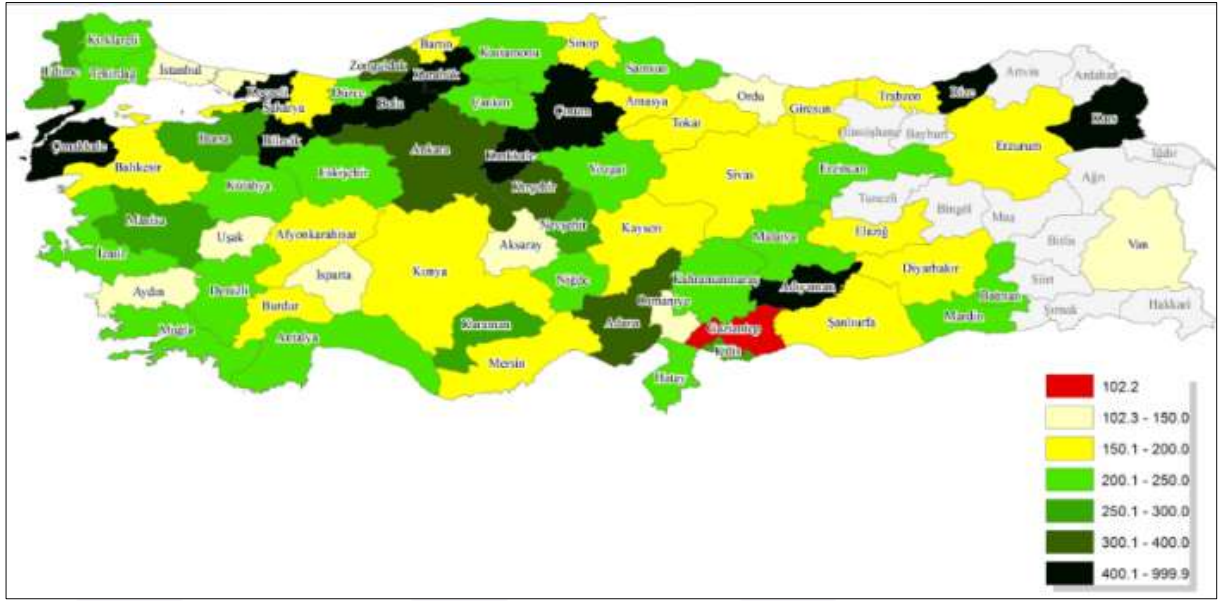 Kırklareli
Edirne
Tekirdağ
İstanbul
Kocaeli
Sakarya
Düzce
Bolu
Zonguldak
Bartın
Karabük
Kastamonu
Sinop
Samsun
Çankırı
Çorum
Amasya
Tokat
Ordu
Giresun
Trabzon
Rize
Artvin
Ardahan
Kars
Gümüşhane
Bayburt
Erzurum
Iğdır
Ağrı
Çanakkale
Balıkesir
Bursa
Bilecik
Kütahya
Eskişehir
Ankara
Kırıkkale
Kırşehir
Yozgat
Sivas
Erzincan
Tunceli
Bingöl
Muş
Bitlis
Van
Manisa
Uşak
Afyonkarahisar
Konya
Aksaray
Nevşehir
Kayseri
Malatya
Elazığ
Diyarbakır
Batman
Siirt
Şırnak
Hakkari
İzmir
Aydın
Denizli
Isparta
Burdur
Muğla
Antalya
Karaman
Mersin
Niğde
Adana
Osmaniye
Kahramanmaraş
Adıyaman
Gaziantep
Kilis
Hatay
Şanlıurfa
Mardin
102.2
102.3 - 150.0
150.1 - 200.0
200.1 - 250.0
250.1 - 300.0
300.1 - 400.0
400.1 - 999.9